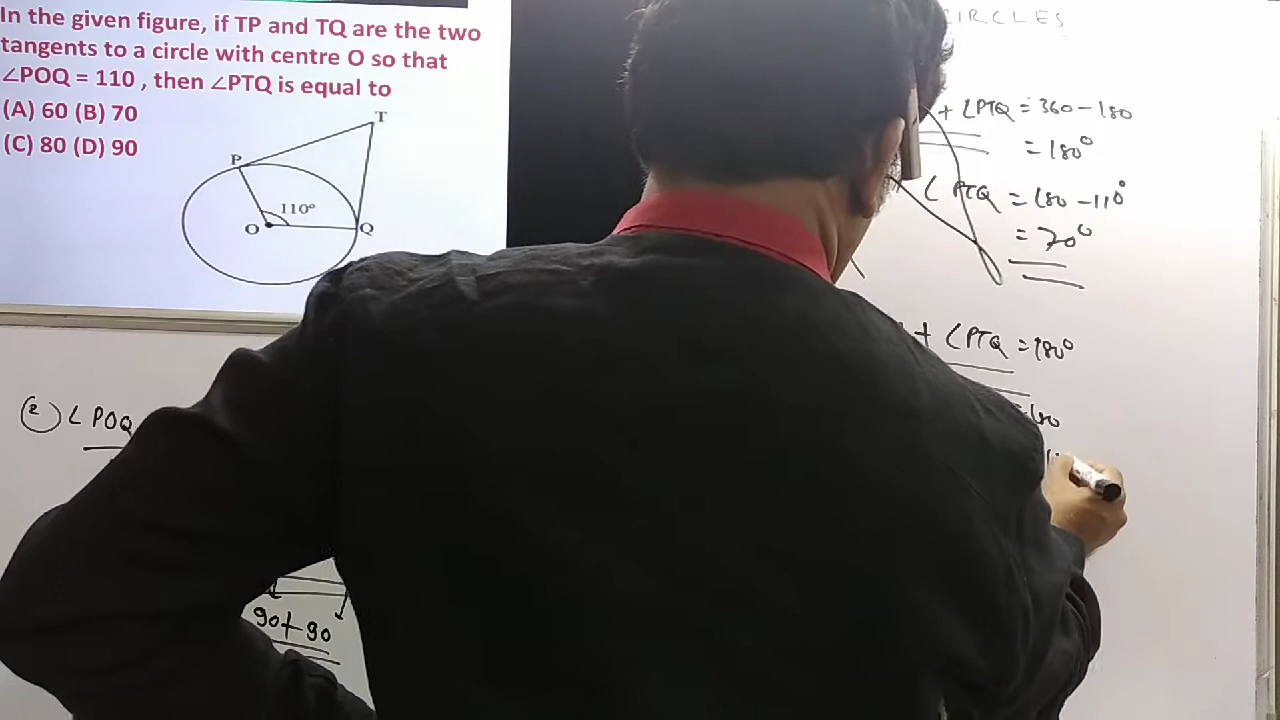 In the given figure, if TP and TQ are the two
tangents to a circle with centre O so that
∠POQ = 110 , then ∠PTQ is equal to
(A) 60 (B) 70
(C) 80 (D) 90
T
P
110°
O
Q
CIRCLES
+ ∠PTQ = 360 - 180
= 180°
∠PTQ = 180 - 110°
= 70°
+ ∠PTQ = 180°
(2) ∠POQ
90+90